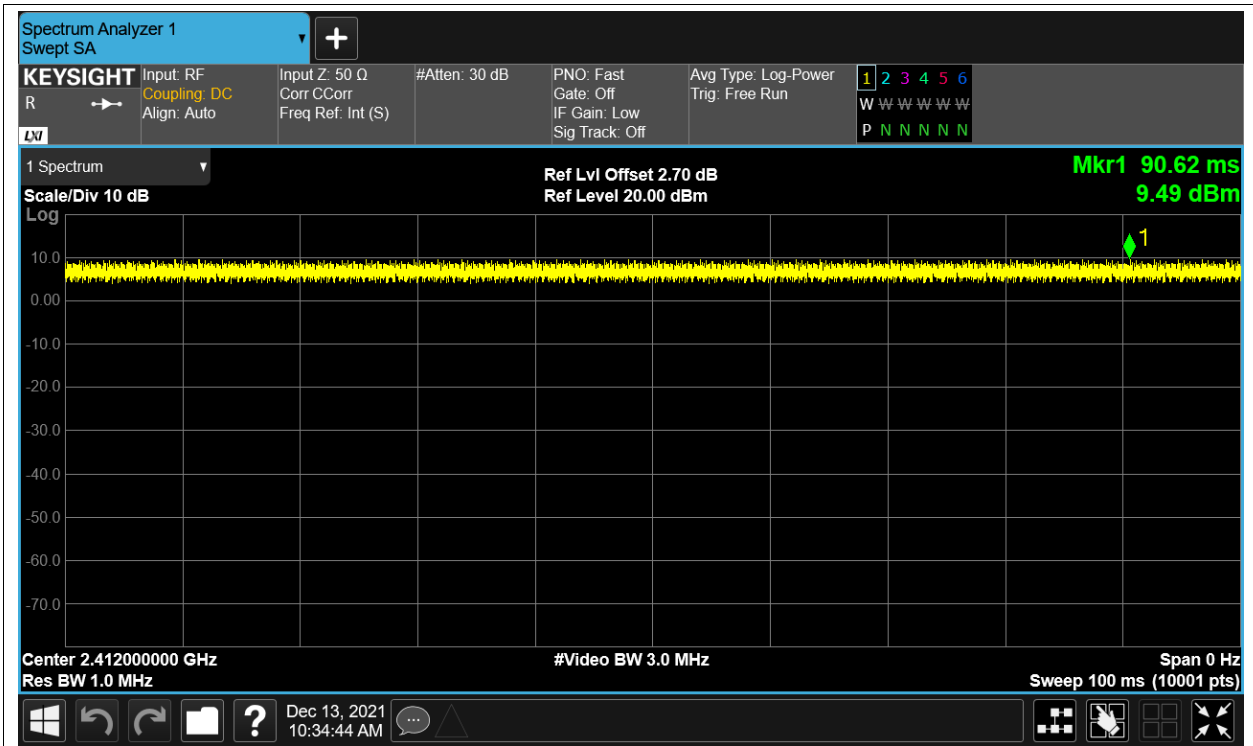 Spectrum Analyzer 1
Swept SA
+
KEYSIGHT
R
LXI
Input: RF
Coupling: DC
Align: Auto
Input Z: 50 Ω
Corr CCorr
Freq Ref: Int (S)
#Atten: 30 dB
PNO: Fast
Gate: Off
IF Gain: Low
Sig Track: Off
Avg Type: Log-Power
Trig: Free Run
1 2 3 4 5 6
W W W W W W
P N N N N N
1 Spectrum
Scale/Div 10 dB
Log
Ref Lvl Offset 2.70 dB
Ref Level 20.00 dBm
Mkr1 90.62 ms
9.49 dBm
1
10.0
0.00
-10.0
-20.0
-30.0
-40.0
-50.0
-60.0
-70.0
Center 2.412000000 GHz
Res BW 1.0 MHz
#Video BW 3.0 MHz
Span 0 Hz
Sweep 100 ms (10001 pts)
?
Dec 13, 2021
10:34:44 AM